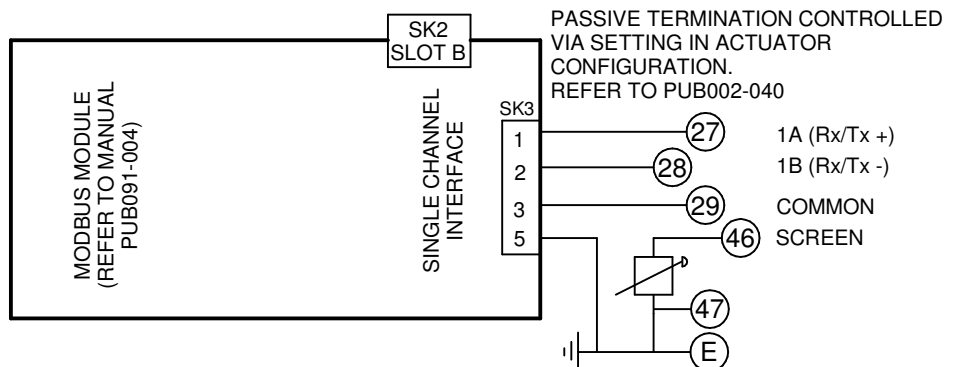 SK2
SLOT B
PASSIVE TERMINATION CONTROLLED
VIA SETTING IN ACTUATOR
CONFIGURATION.
REFER TO PUB002-040
MODBUS MODULE
(REFER TO MANUAL
PUB091-004)
SINGLE CHANNEL
INTERFACE
SK3
1
27
1A (Rx/Tx +)
2
28
1B (Rx/Tx -)
3
29
COMMON
5
46
SCREEN
47
E